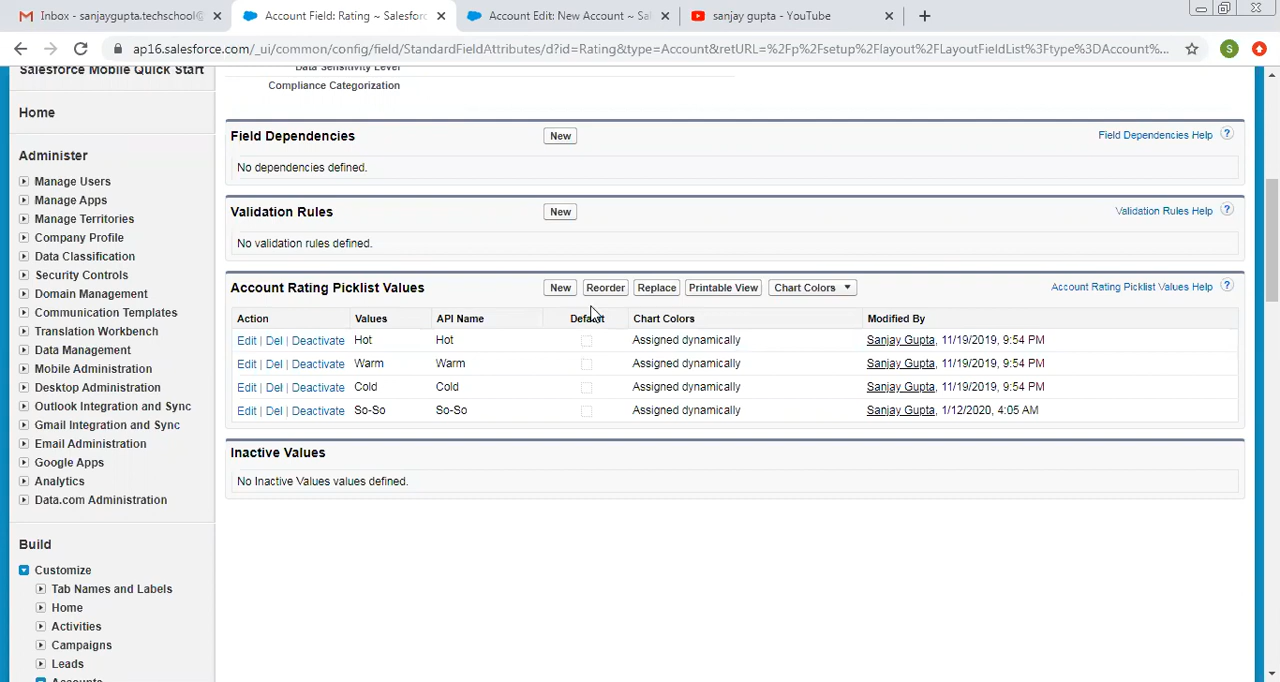 Inbox - sanjaygupta.techschool@
Account Field: Rating ~ Salesforc
Account Edit: New Account ~ Sal
sanjay gupta - YouTube
ap16.salesforce.com/_ui/common/config/field/StandardFieldAttributes/d?id=Rating&type=Account&retURL=%2Fp%2Fsetup%2Flayout%2FLayoutFieldList%3Ftype%3DAccount%...
S
Salesforce Mobile Quick Start
Home
Administer
Manage Users
Manage Apps
Manage Territories
Company Profile
Data Classification
Security Controls
Domain Management
Communication Templates
Translation Workbench
Data Management
Mobile Administration
Desktop Administration
Outlook Integration and Sync
Gmail Integration and Sync
Email Administration
Google Apps
Analytics
Data.com Administration
Build
Customize
Tab Names and Labels
Home
Activities
Campaigns
Leads
Accounts
Data Sensitivity Level
Compliance Categorization
Field Dependencies New Field Dependencies Help ?
No dependencies defined.
Validation Rules New Validation Rules Help ?
No validation rules defined.
Account Rating Picklist Values New Reorder Replace Printable View Chart Colors Account Rating Picklist Values Help ?
Action Values API Name Default Chart Colors Modified By
Edit | Del | Deactivate Hot Hot Assigned dynamically Sanjay Gupta, 11/19/2019, 9:54 PM
Edit | Del | Deactivate Warm Warm Assigned dynamically Sanjay Gupta, 11/19/2019, 9:54 PM
Edit | Del | Deactivate Cold Cold Assigned dynamically Sanjay Gupta, 11/19/2019, 9:54 PM
Edit | Del | Deactivate So-So So-So Assigned dynamically Sanjay Gupta, 1/12/2020, 4:05 AM
Inactive Values
No Inactive Values values defined.